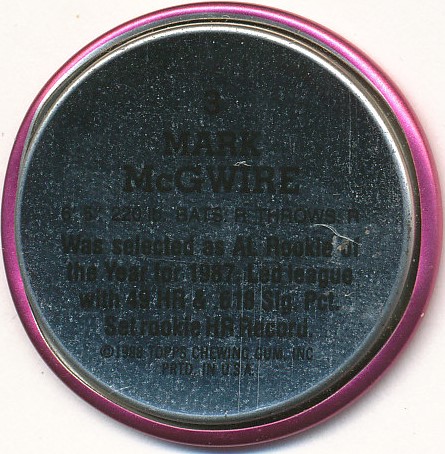 3
MARK
McGWIRE
6' 5" 220 lb. BATS: R THROWS: R
Was selected as AL Rookie of
the Year for 1987. Led league
with 49 HR & .618 Slg. Pct.
Set rookie HR Record.
©1988 TOPPS CHEWING GUM, INC.
PRTD. IN U.S.A.